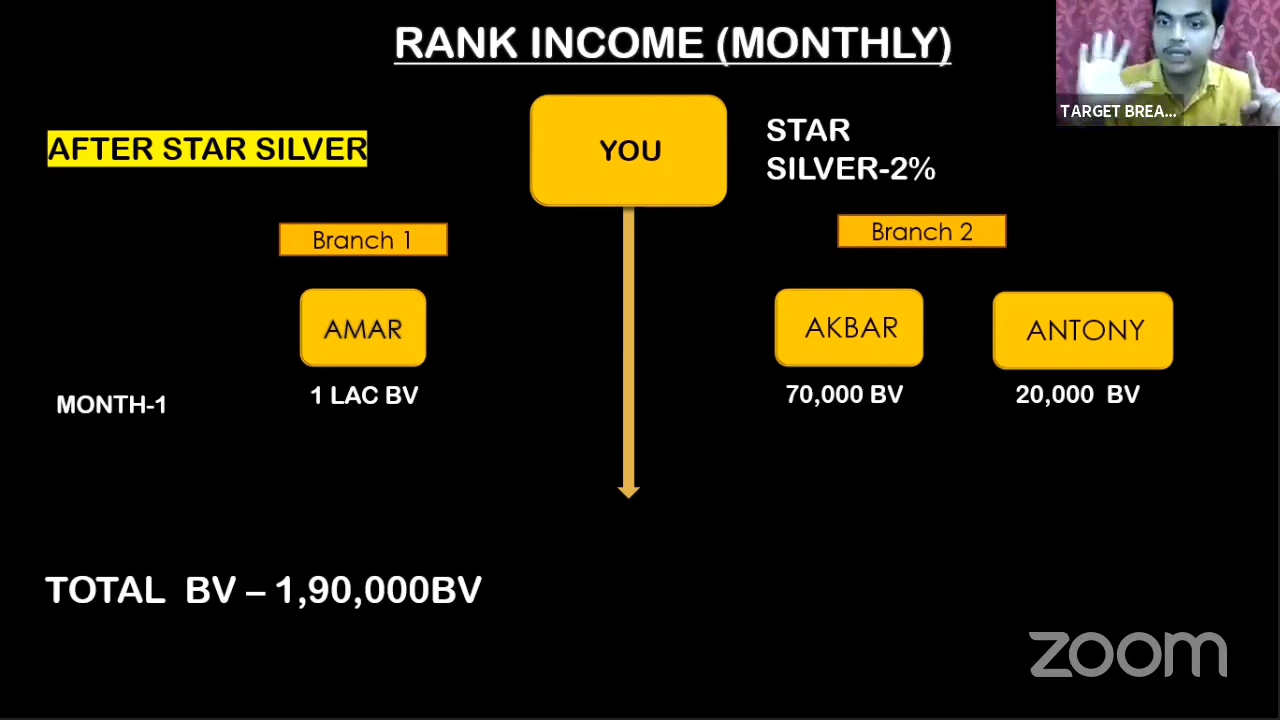 RANK INCOME (MONTHLY)
TARGET BREA...
AFTER STAR SILVER
YOU
STAR
SILVER-2%
Branch 1
Branch 2
AMAR
AKBAR
ANTONY
MONTH-1
1 LAC BV
70,000 BV
20,000 BV
TOTAL BV – 1,90,000BV
zoom